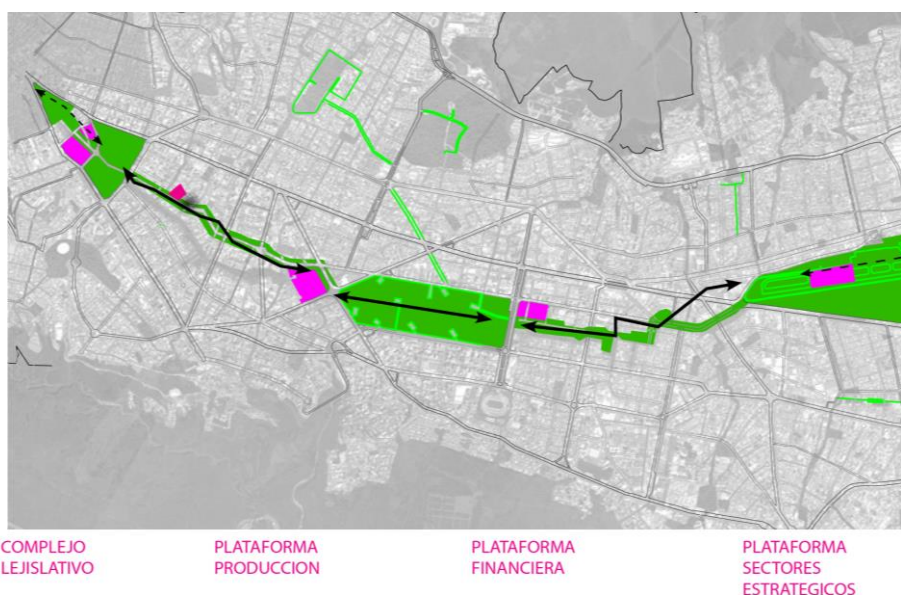 COMPLEJO
LEJISLATIVO
PLATAFORMA
PRODUCCION
PLATAFORMA
FINANCIERA
PLATAFORMA
SECTORES
ESTRATEGICOS